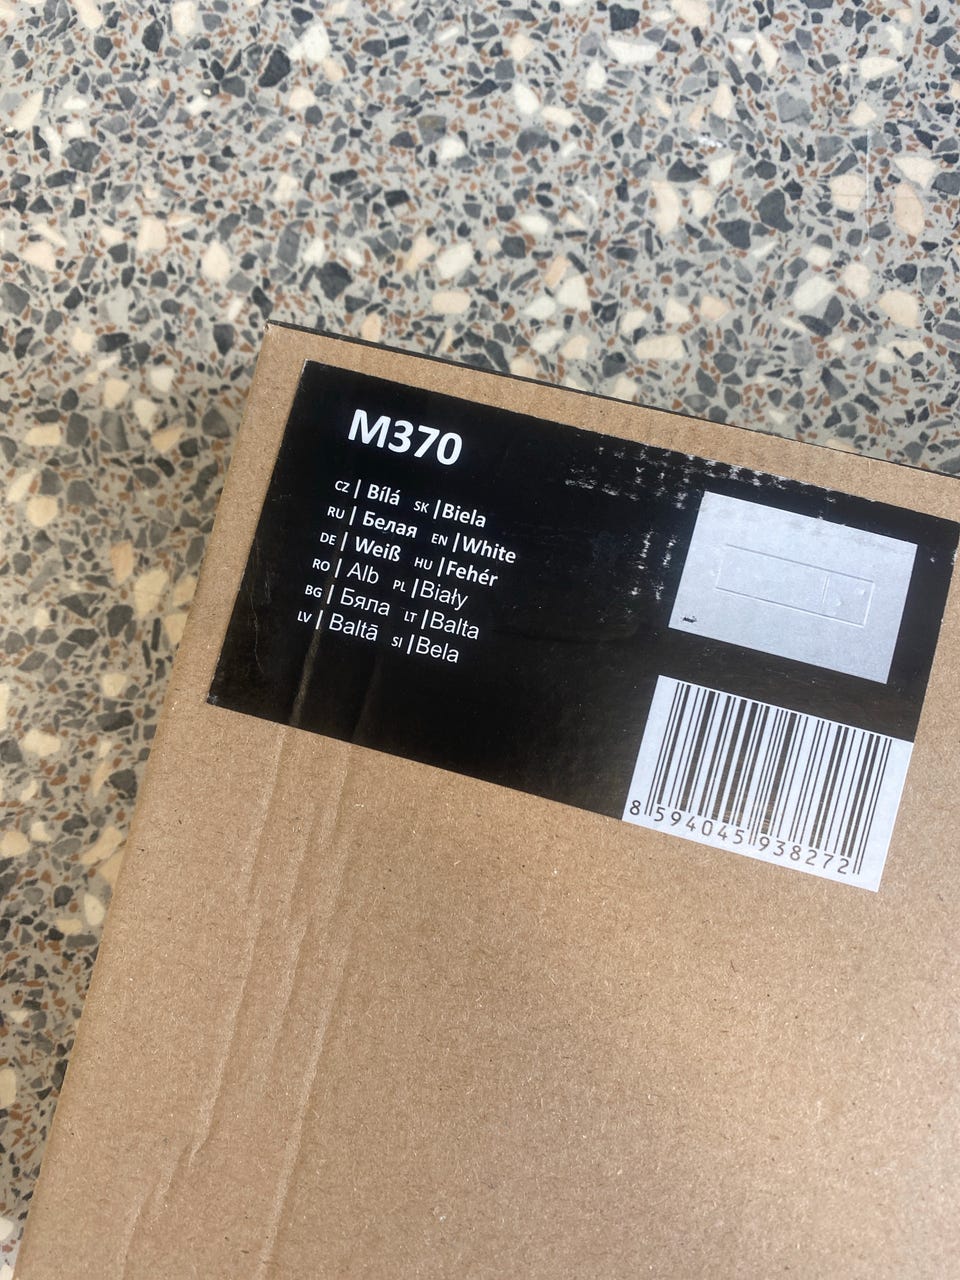 M370
CZ | Bílá SK | Biela
RU | Белая EN | White
DE | Weiß HU | Fehér
RO | Alb PL | Biały
BG | Бяла LT | Balta
LV | Baltā SI | Bela
8 594045 938272